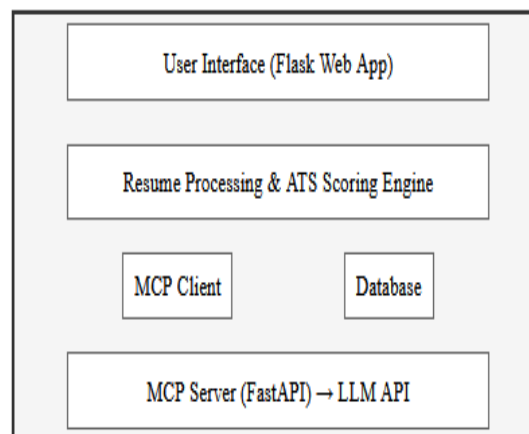 User Interface (Flask Web App)
Resume Processing & ATS Scoring Engine
MCP Client
Database
MCP Server (FastAPI) → LLM API